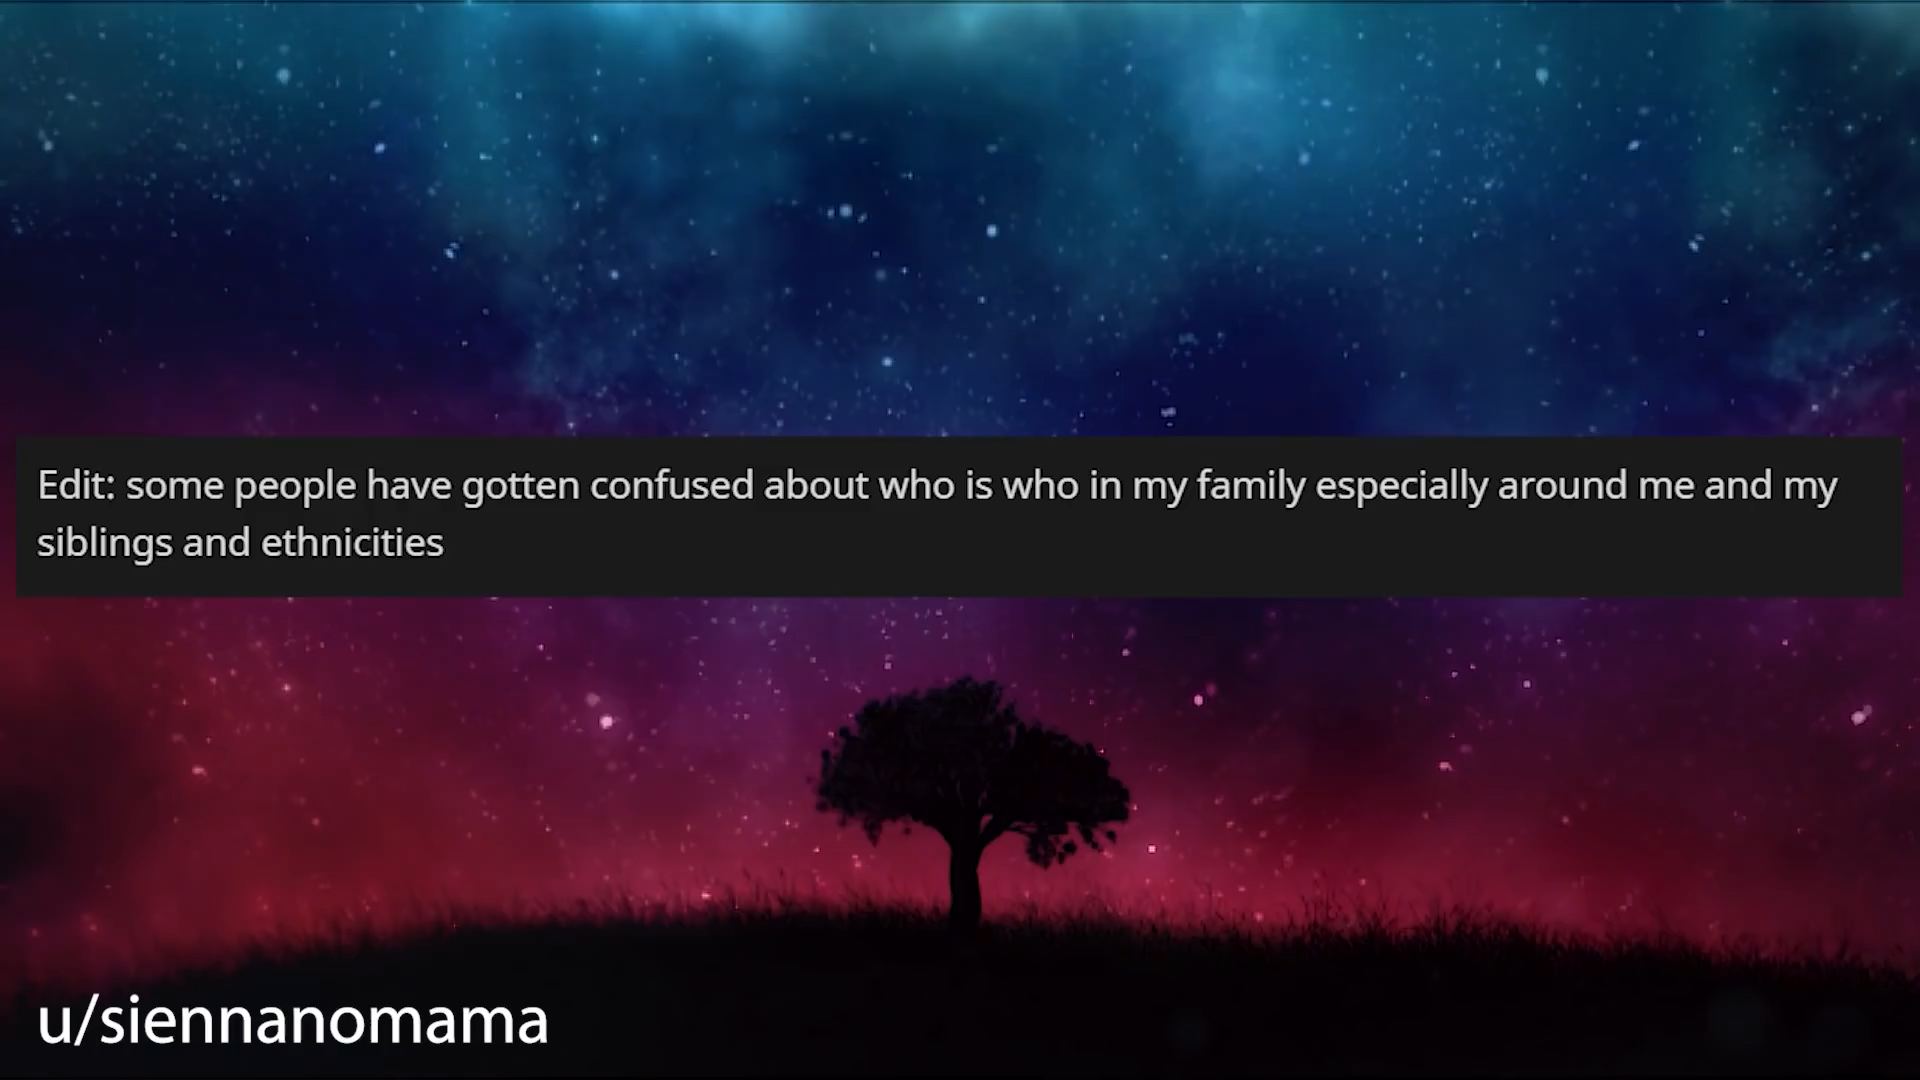 Edit: some people have gotten confused about who is who in my family especially around me and my
siblings and ethnicities
u/siennanomama